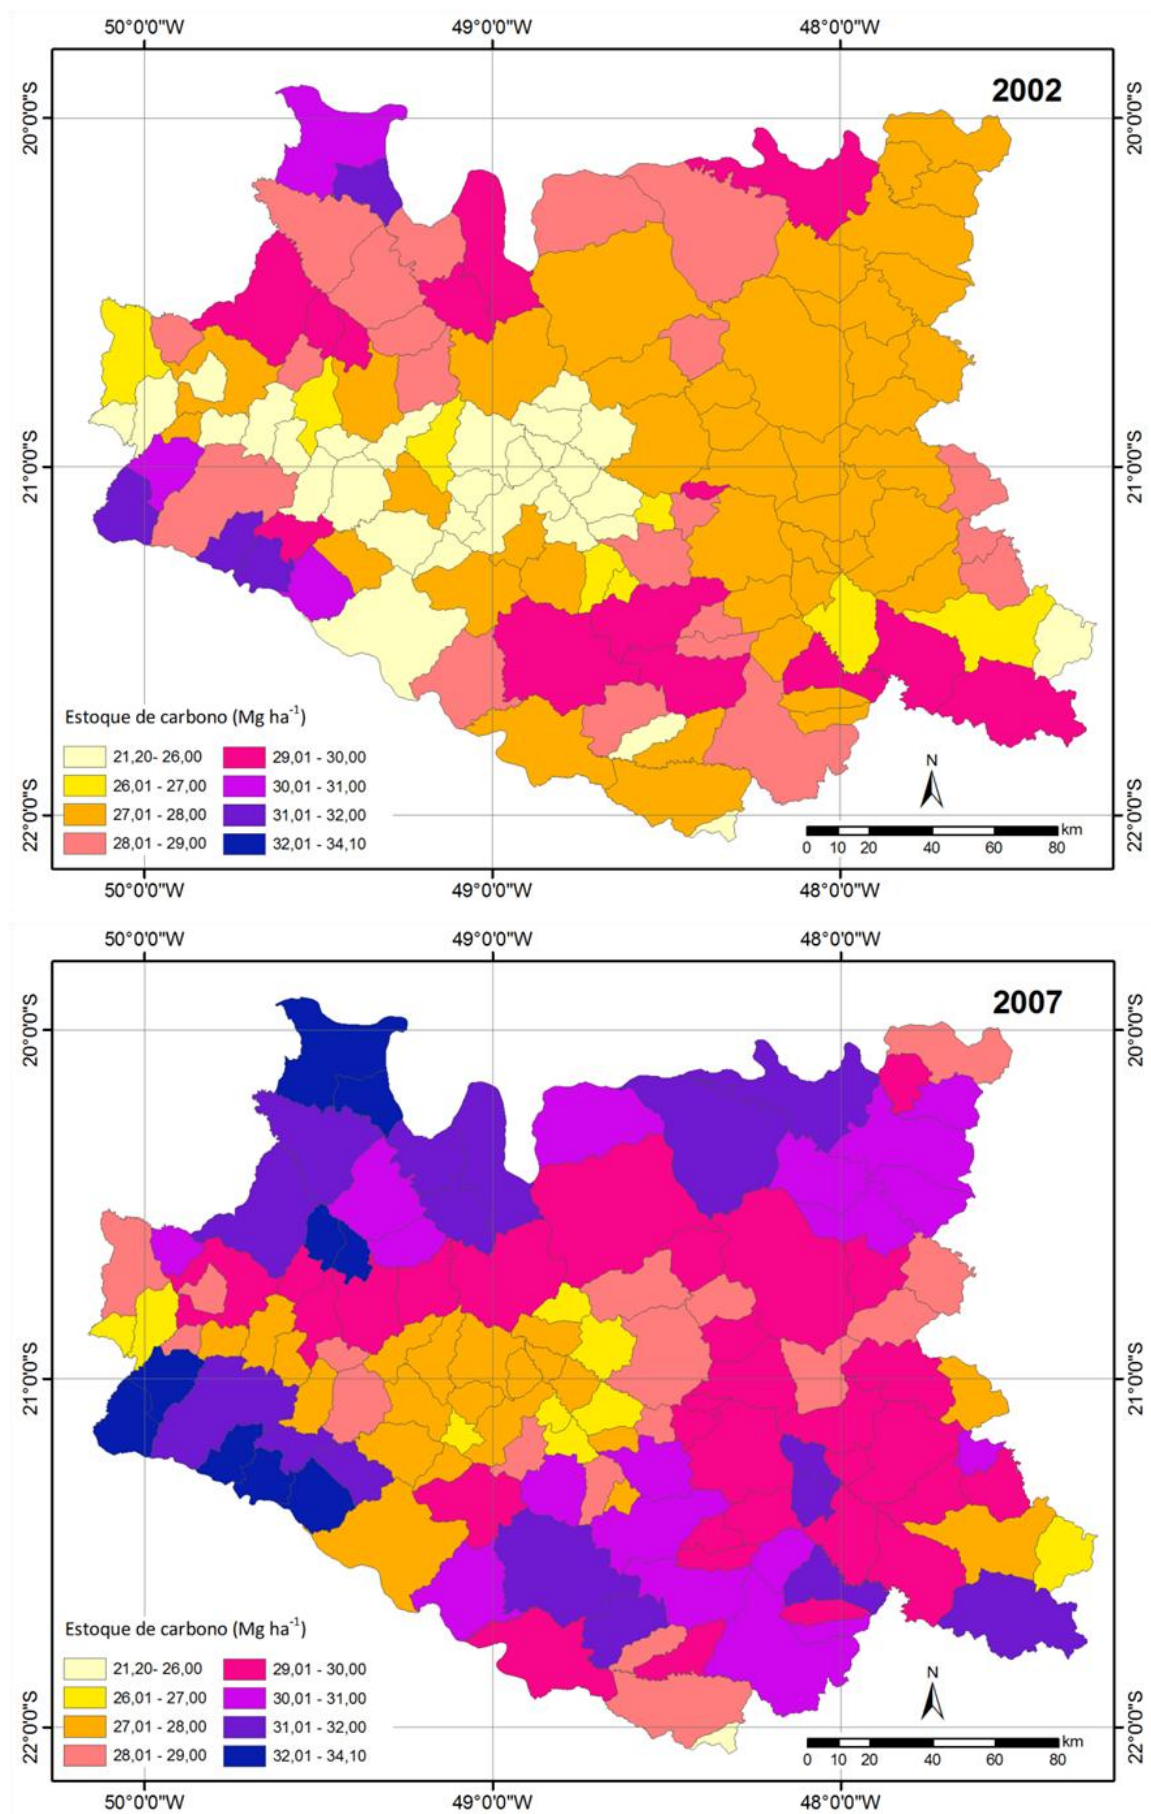 50°0'0"W 49°0'0"W 48°0'0"W
2002
20°0'0"S 20°0'0"S
21°0'0"S 21°0'0"S
22°0'0"S 22°0'0"S
Estoque de carbono (Mg ha⁻¹)
21,20- 26,00 29,01 - 30,00
26,01 - 27,00 30,01 - 31,00
27,01 - 28,00 31,01 - 32,00
28,01 - 29,00 32,01 - 34,10
N
km
0 10 20 40 60 80
50°0'0"W 49°0'0"W 48°0'0"W
50°0'0"W 49°0'0"W 48°0'0"W
2007
20°0'0"S 20°0'0"S
21°0'0"S 21°0'0"S
22°0'0"S 22°0'0"S
Estoque de carbono (Mg ha⁻¹)
21,20- 26,00 29,01 - 30,00
26,01 - 27,00 30,01 - 31,00
27,01 - 28,00 31,01 - 32,00
28,01 - 29,00 32,01 - 34,10
N
km
0 10 20 40 60 80
50°0'0"W 49°0'0"W 48°0'0"W